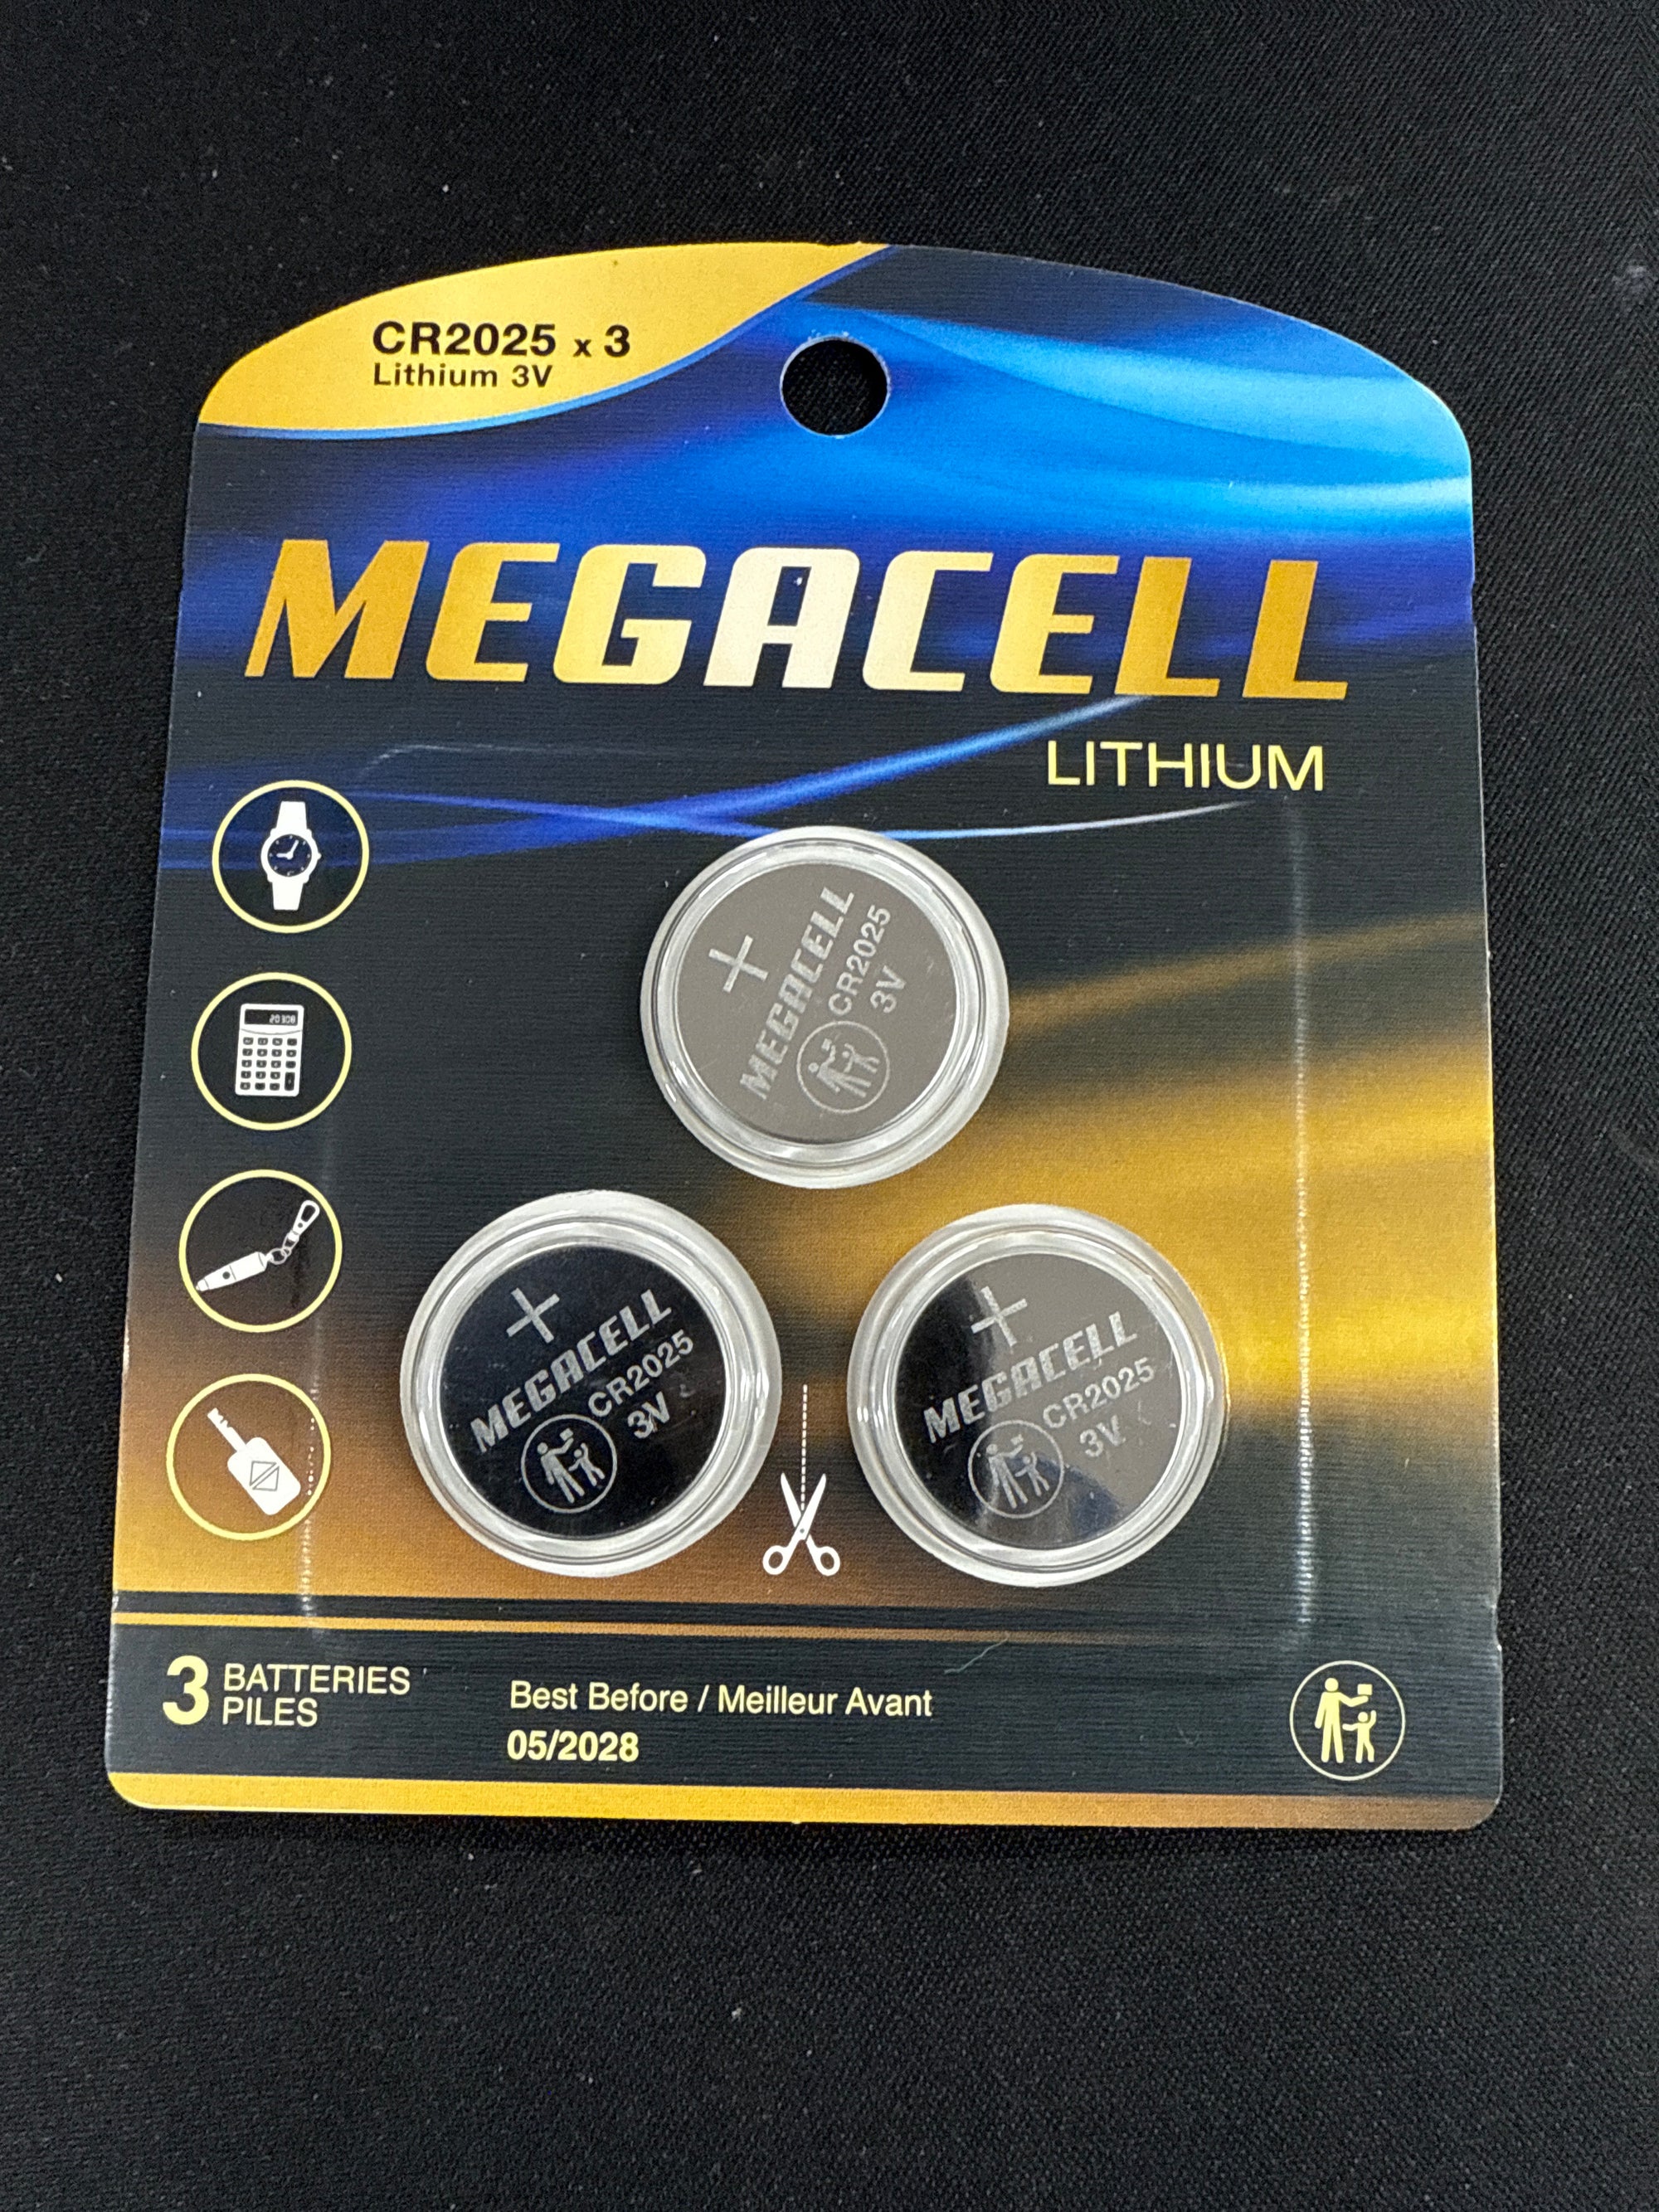 CR2025 x 3
Lithium 3V
MEGACELL
LITHIUM
+
MEGACELL
CR2025
3V
+
MEGACELL
CR2025
3V
+
MEGACELL
CR2025
3V
3 BATTERIES
PILES
Best Before / Meilleur Avant
05/2028